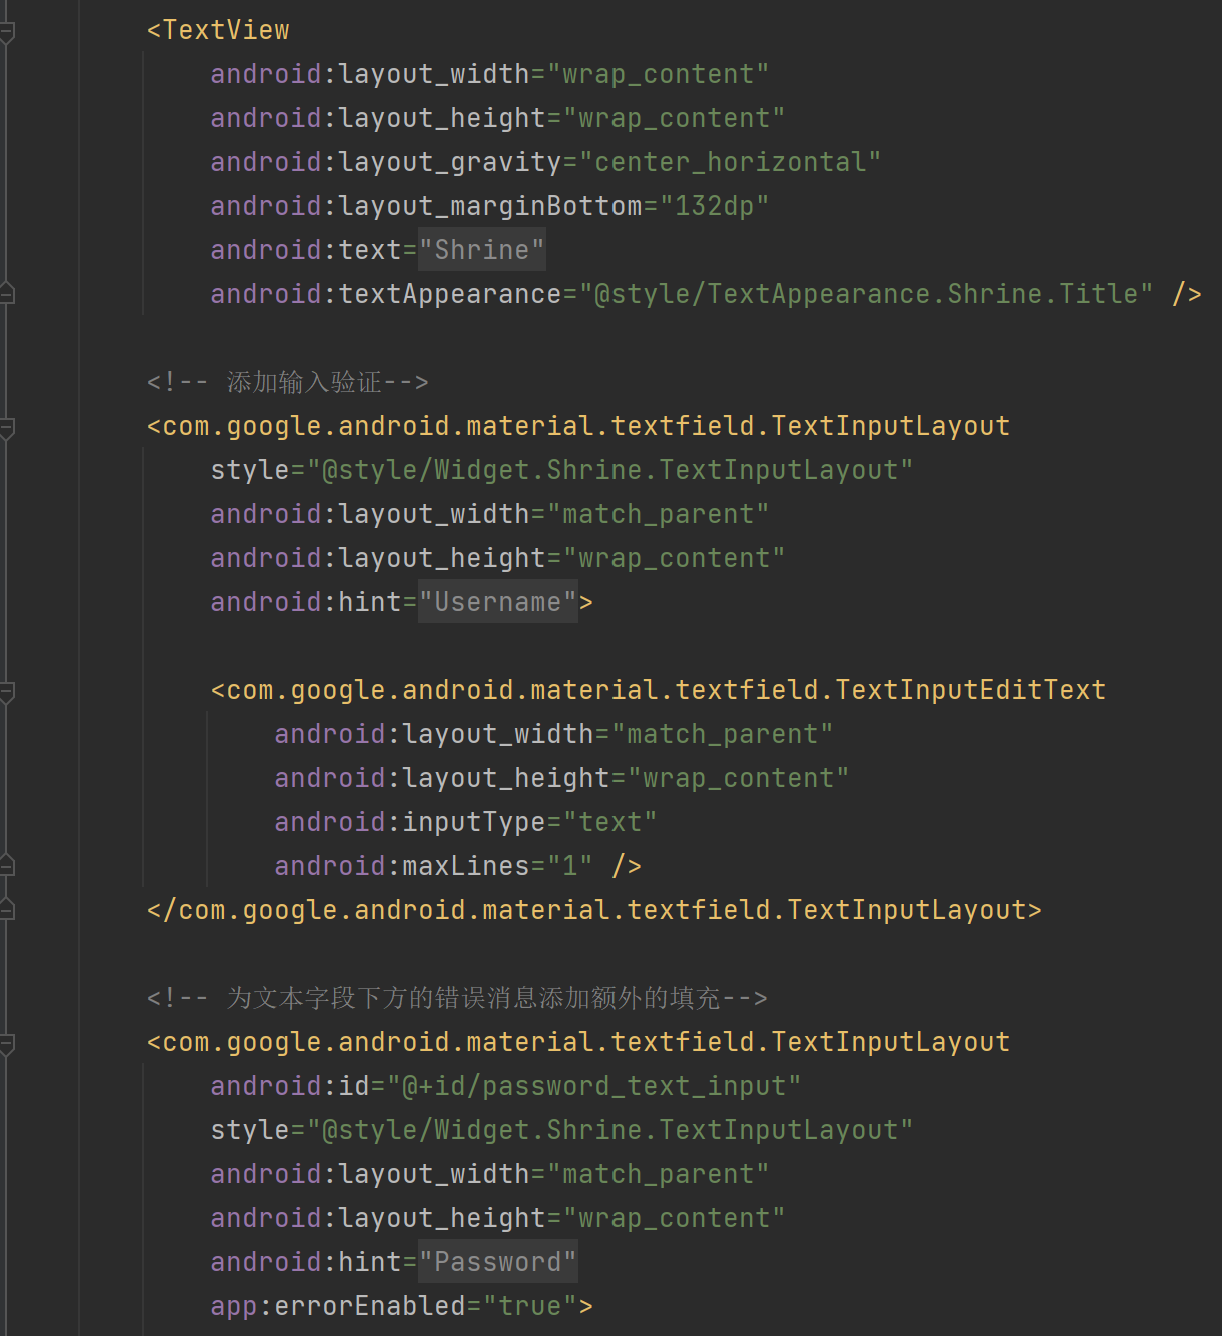 <TextView
android:layout_width="wrap_content"
android:layout_height="wrap_content"
android:layout_gravity="center_horizontal"
android:layout_marginBottom="132dp"
android:text="Shrine"
android:textAppearance="@style/TextAppearance.Shrine.Title" />
<!-- 添加输入验证-->
<com.google.android.material.textfield.TextInputLayout
style="@style/Widget.Shrine.TextInputLayout"
android:layout_width="match_parent"
android:layout_height="wrap_content"
android:hint="Username">
<com.google.android.material.textfield.TextInputEditText
android:layout_width="match_parent"
android:layout_height="wrap_content"
android:inputType="text"
android:maxLines="1" />
</com.google.android.material.textfield.TextInputLayout>
<!-- 为文本字段下方的错误消息添加额外的填充-->
<com.google.android.material.textfield.TextInputLayout
android:id="@+id/password_text_input"
style="@style/Widget.Shrine.TextInputLayout"
android:layout_width="match_parent"
android:layout_height="wrap_content"
android:hint="Password"
app:errorEnabled="true">